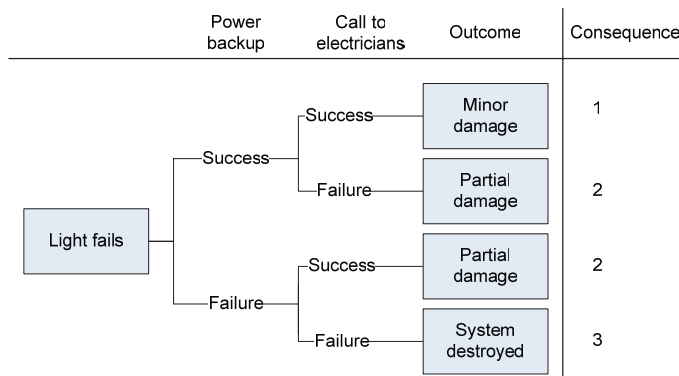 Power
backup
Call to
electricians
Outcome
Consequence
Light fails
Success
Success
Minor
damage
1
Failure
Partial
damage
2
Failure
Success
Partial
damage
2
Failure
System
destroyed
3